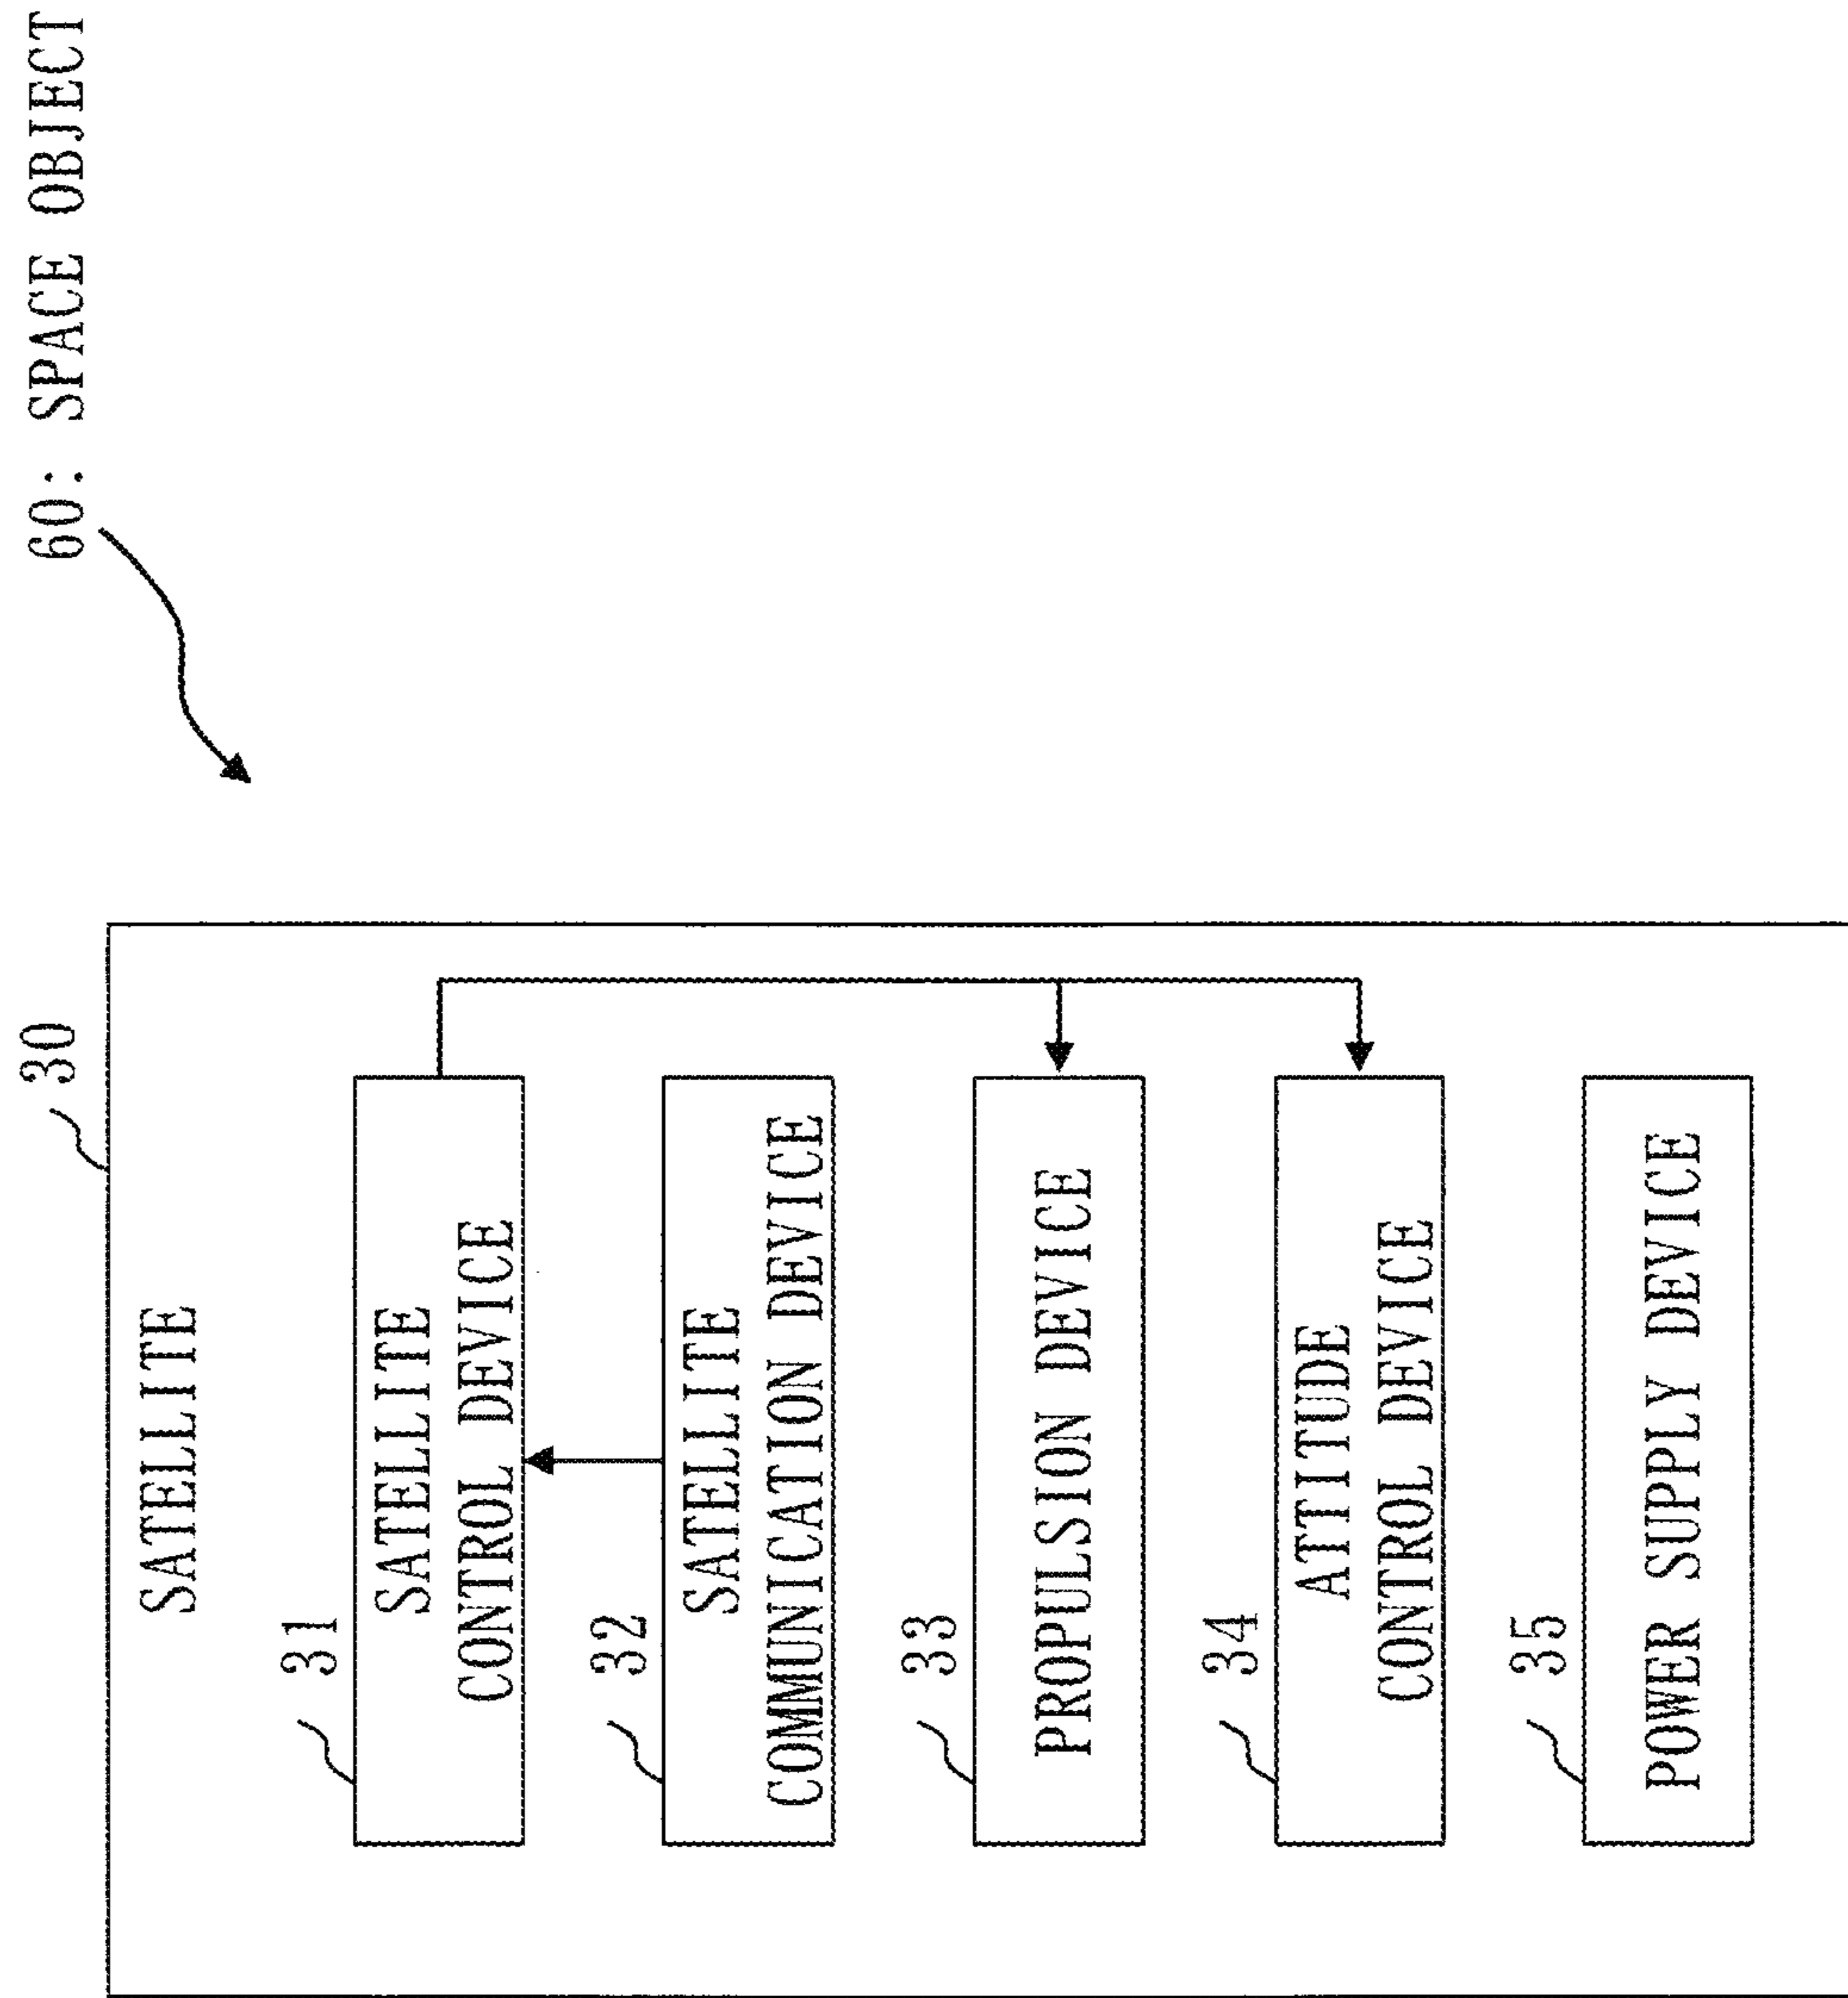 60: SPACE OBJECT
30
SATELLITE
31
SATELLITE
CONTROL DEVICE
32
SATELLITE
COMMUNICATION DEVICE
33
PROPULSION DEVICE
34
ATTITUDE
CONTROL DEVICE
35
POWER SUPPLY DEVICE